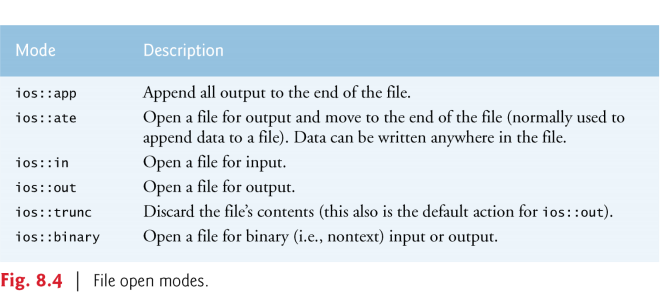 Mode Description
ios::app Append all output to the end of the file.
ios::ate Open a file for output and move to the end of the file (normally used to
append data to a file). Data can be written anywhere in the file.
ios::in Open a file for input.
ios::out Open a file for output.
ios::trunc Discard the file’s contents (this also is the default action for ios::out).
ios::binary Open a file for binary (i.e., nontext) input or output.
Fig. 8.4 | File open modes.